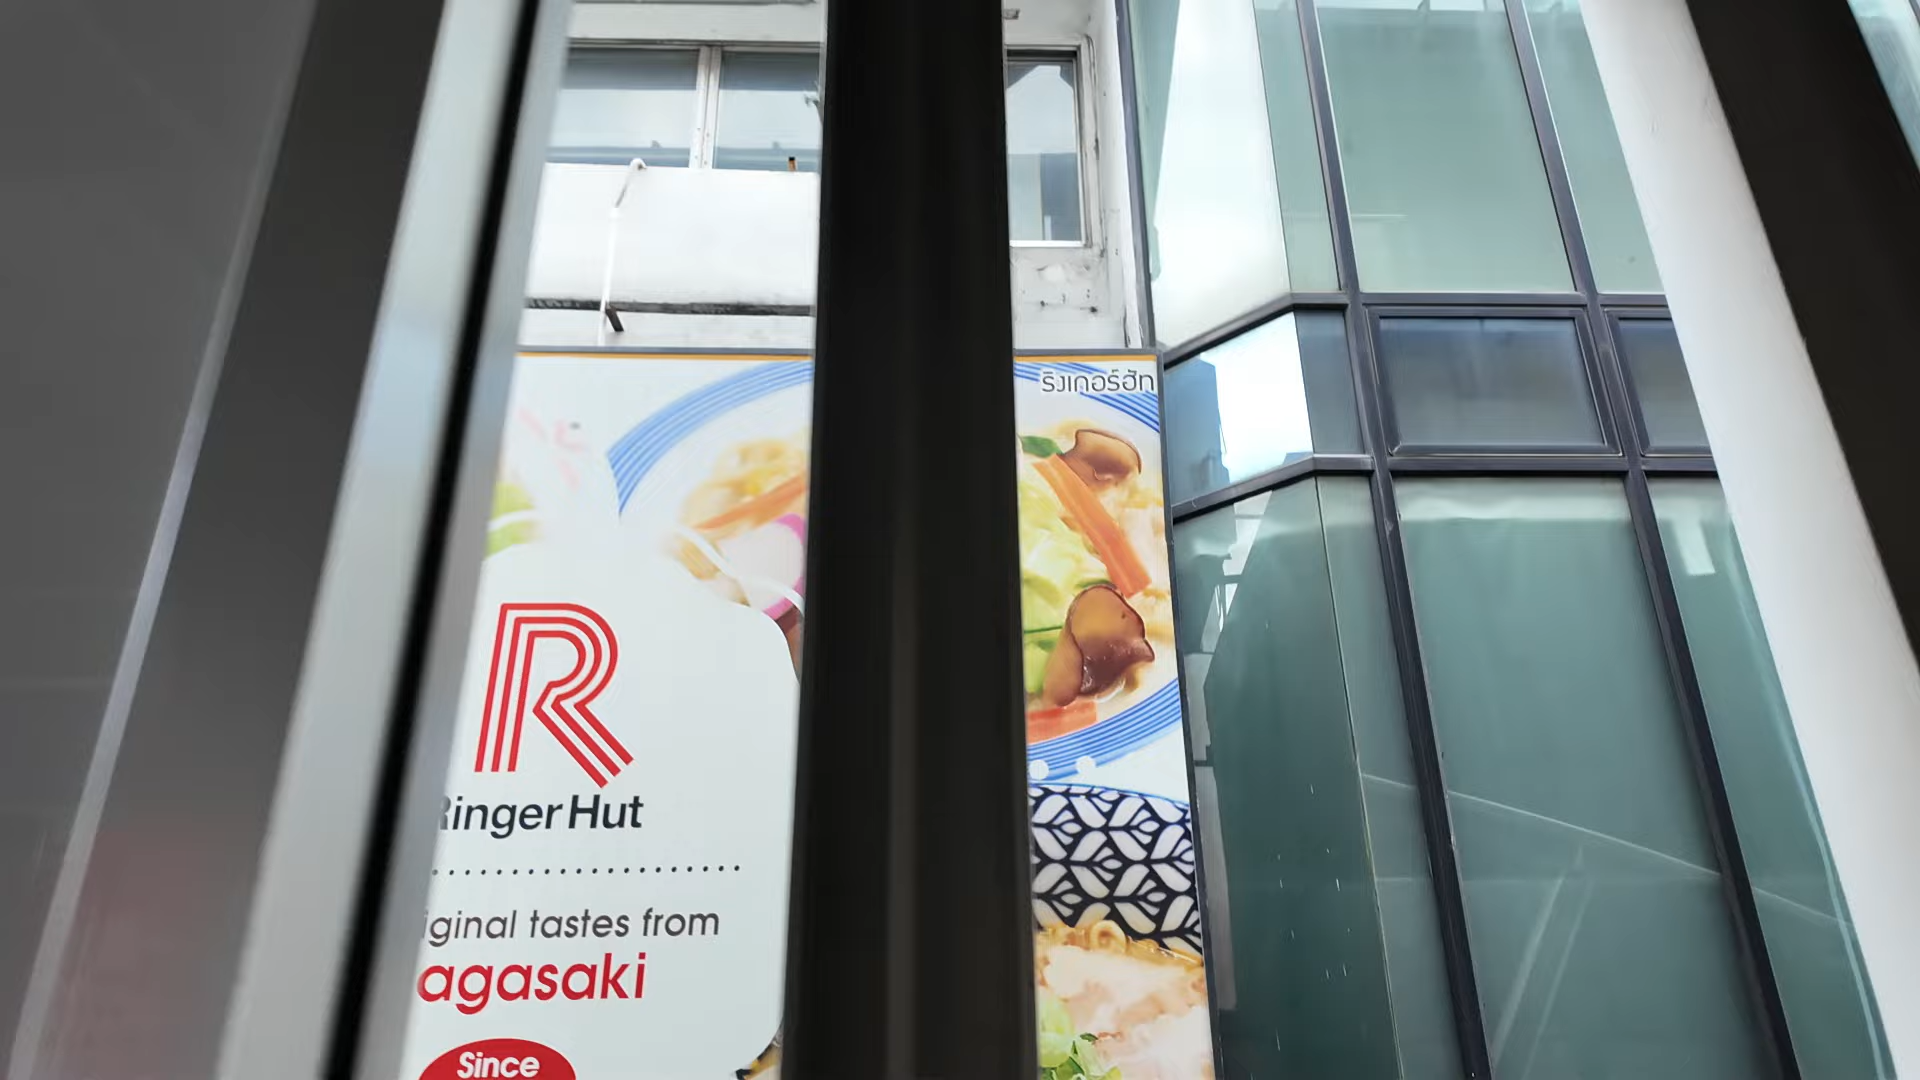 ริงเกอร์ฮัท
R
Ringer Hut
iginal tastes from
agasaki
Since